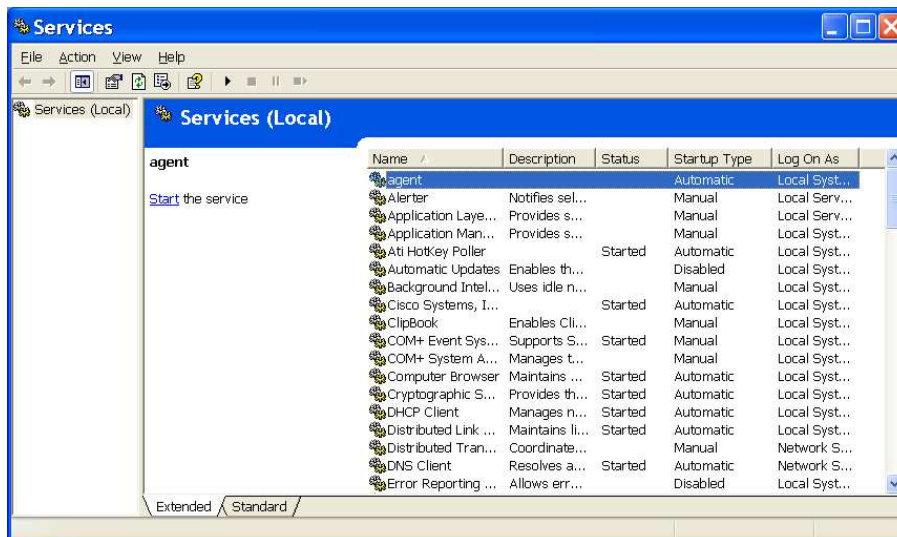 Services
File Action View Help
Services (Local)
Services (Local)
agent
Start the service
Name Description Status Startup Type Log On As
agent Automatic Local Syst...
Alerter Notifies sel... Manual Local Serv...
Application Laye... Provides s... Manual Local Serv...
Application Man... Provides s... Manual Local Syst...
Ati HotKey Poller Started Automatic Local Syst...
Automatic Updates Enables th... Disabled Local Syst...
Background Intel... Uses idle n... Manual Local Syst...
Cisco Systems, I... Started Automatic Local Syst...
ClipBook Enables Cli... Manual Local Syst...
COM+ Event Sys... Supports S... Started Manual Local Syst...
COM+ System A... Manages t... Manual Local Syst...
Computer Browser Maintains ... Started Automatic Local Syst...
Cryptographic S... Provides th... Started Automatic Local Syst...
DHCP Client Manages n... Started Automatic Local Syst...
Distributed Link ... Maintains li... Started Automatic Local Syst...
Distributed Tran... Coordinate... Manual Network S...
DNS Client Resolves a... Started Automatic Network S...
Error Reporting ... Allows err... Disabled Local Syst...
Extended Standard